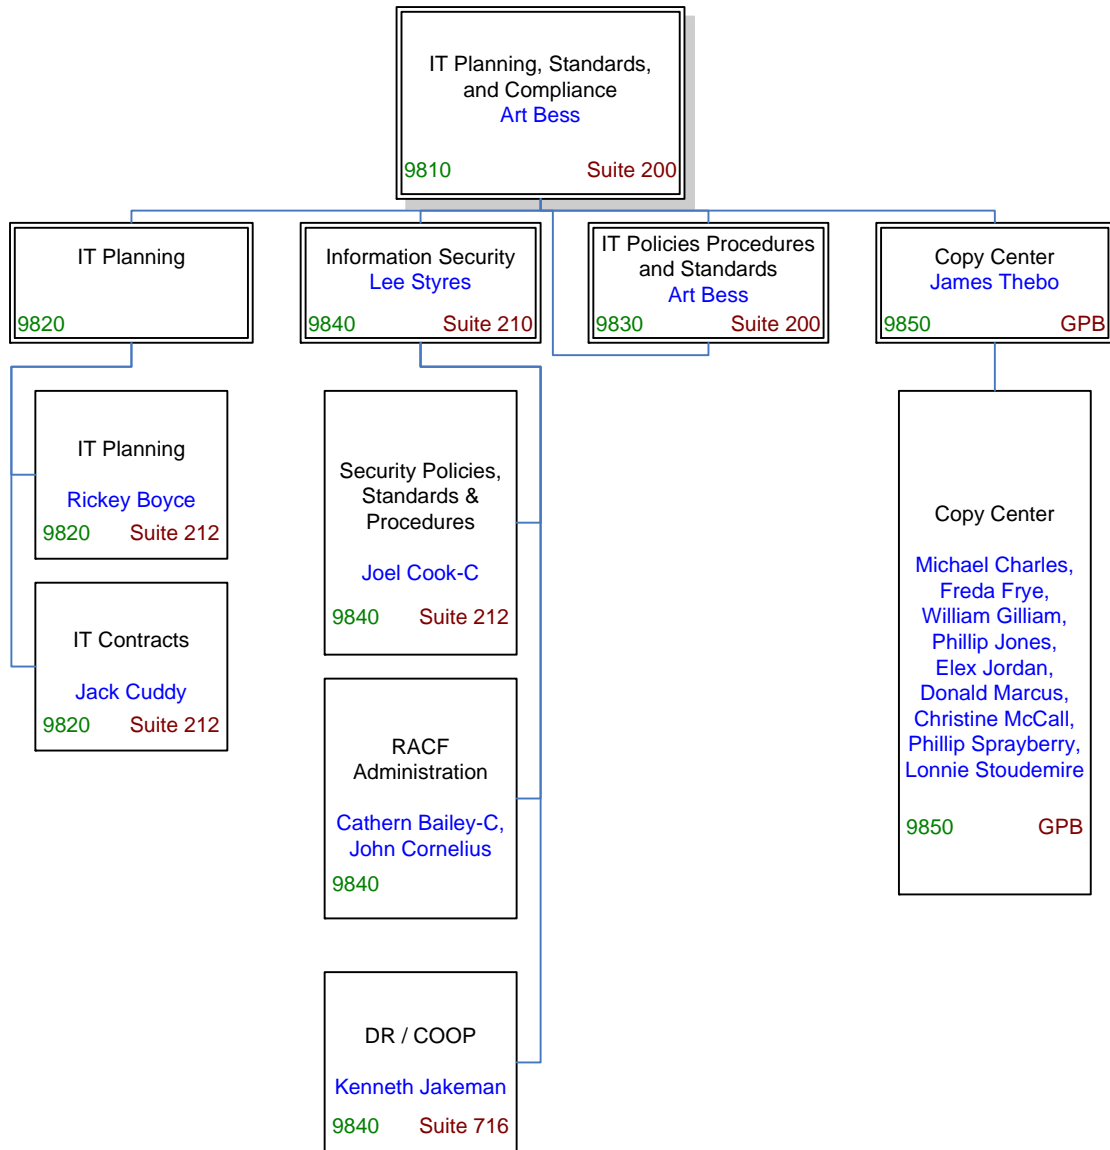 IT Planning, Standards,
and Compliance
Art Bess
9810 Suite 200
IT Planning
9820
Information Security
Lee Styres
9840 Suite 210
IT Policies Procedures
and Standards
Art Bess
9830 Suite 200
Copy Center
James Thebo
9850 GPB
IT Planning
Rickey Boyce
9820 Suite 212
IT Contracts
Jack Cuddy
9820 Suite 212
Security Policies,
Standards &
Procedures
Joel Cook-C
9840 Suite 212
RACF
Administration
Cathern Bailey-C,
John Cornelius
9840
DR / COOP
Kenneth Jakeman
9840 Suite 716
Copy Center
Michael Charles,
Freda Frye,
William Gilliam,
Phillip Jones,
Elex Jordan,
Donald Marcus,
Christine McCall,
Phillip Sprayberry,
Lonnie Stoudemire
9850 GPB